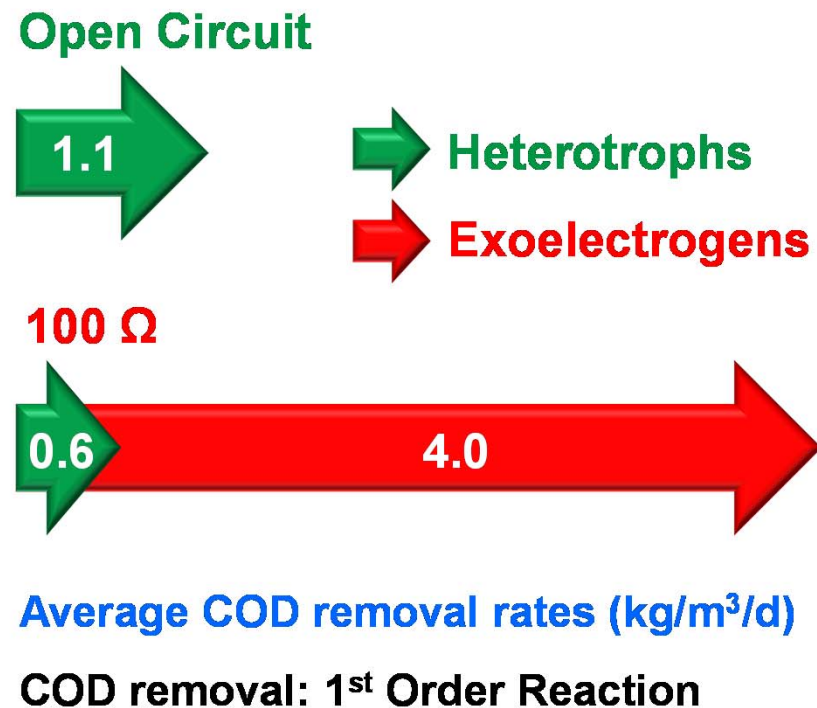 Open Circuit
1.1
Heterotrophs
Exoelectrogens
100 Ω
0.6
4.0
Average COD removal rates (kg/m³/d)
COD removal: 1ˢᵗ Order Reaction